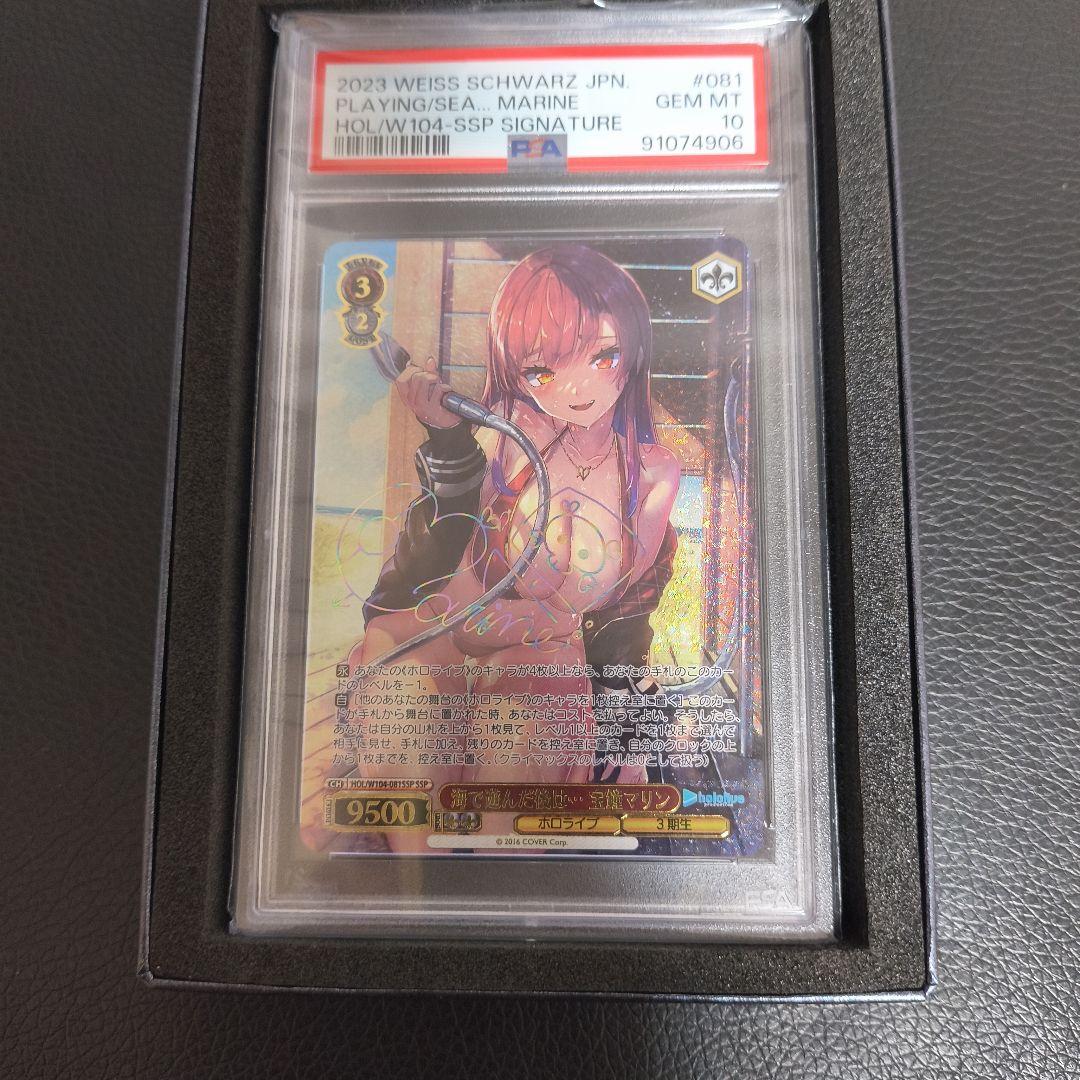 2023 WEISS SCHWARZ JPN. #081
PLAYING/SEA... MARINE GEM MT
HOL/W104-SSP SIGNATURE 10
PSA 91074906
LEVEL
3
2
COST
Marine
永 あなたの《ホロライブ》のキャラが4枚以上なら、あなたの手札のこのカー
ドのレベルを-1。
自 [他のあなたの舞台の《ホロライブ》のキャラを1枚控え室に置く] このカー
ドが手札から舞台に置かれた時、あなたはコストを払ってよい。そうしたら、
あなたは自分の山札を上から1枚見て、レベル1以上のカードを1枚まで選んで
相手に見せ、手札に加え、残りのカードを控え室に置き、自分のクロックの上
から1枚までを、控え室に置く。(クライマックスのレベルは0として扱う)
CH HOL/W104-081SSP SSP
海で遊んだ後は… 宝鐘マリン
hololive
production
POWER 9500
ホロライブ 3期生
© 2016 COVER Corp.
PSA